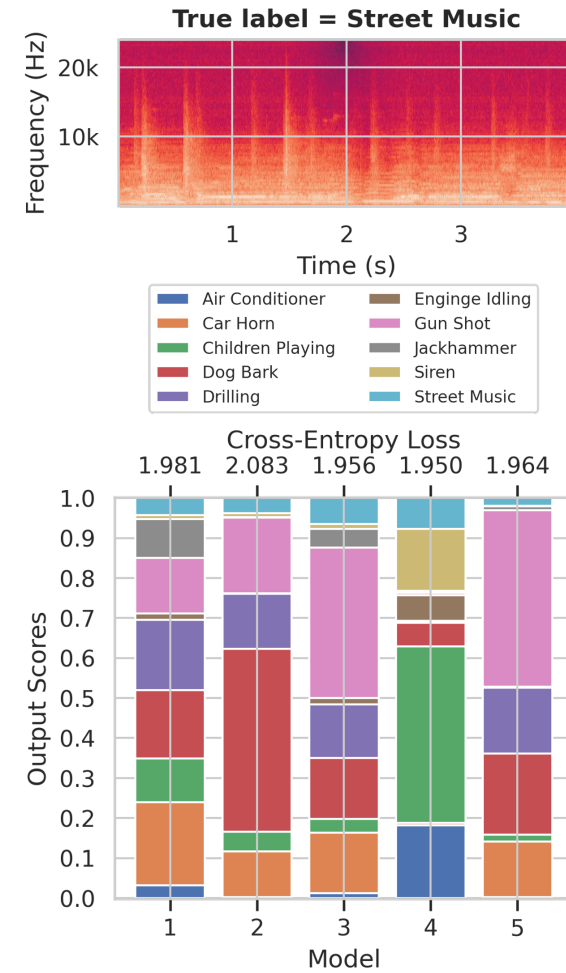 True label = Street Music
Frequency (Hz)
20k
10k
1 2 3
Time (s)
Air Conditioner
Car Horn
Children Playing
Dog Bark
Drilling
Enginge Idling
Gun Shot
Jackhammer
Siren
Street Music
Cross-Entropy Loss
1.981 2.083 1.956 1.950 1.964
Output Scores
1.0
0.9
0.8
0.7
0.6
0.5
0.4
0.3
0.2
0.1
0.0
1 2 3 4 5
Model